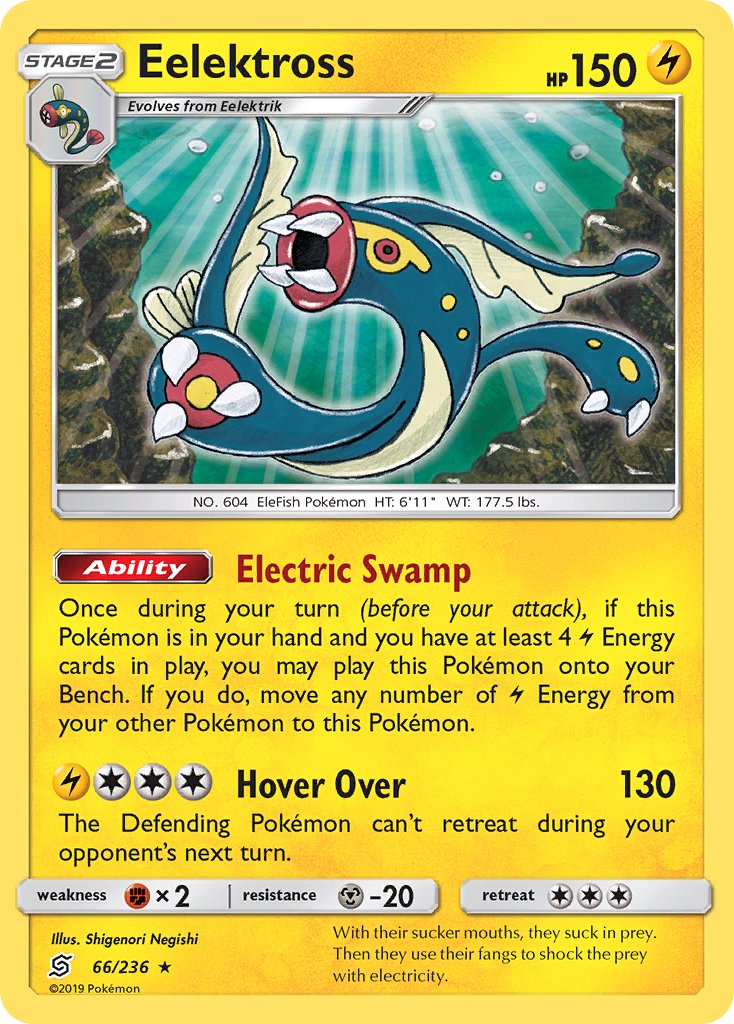 STAGE2
Eelektross
HP150
Evolves from Eelektrik
NO. 604 EleFish Pokémon HT: 6'11" WT: 177.5 lbs.
Ability Electric Swamp
Once during your turn (before your attack), if this
Pokémon is in your hand and you have at least 4 Energy
cards in play, you may play this Pokémon onto your
Bench. If you do, move any number of Energy from
your other Pokémon to this Pokémon.
Hover Over 130
The Defending Pokémon can't retreat during your
opponent's next turn.
weakness ×2 resistance -20 retreat
Illus. Shigenori Negishi
66/236 ★
©2019 Pokémon
With their sucker mouths, they suck in prey.
Then they use their fangs to shock the prey
with electricity.